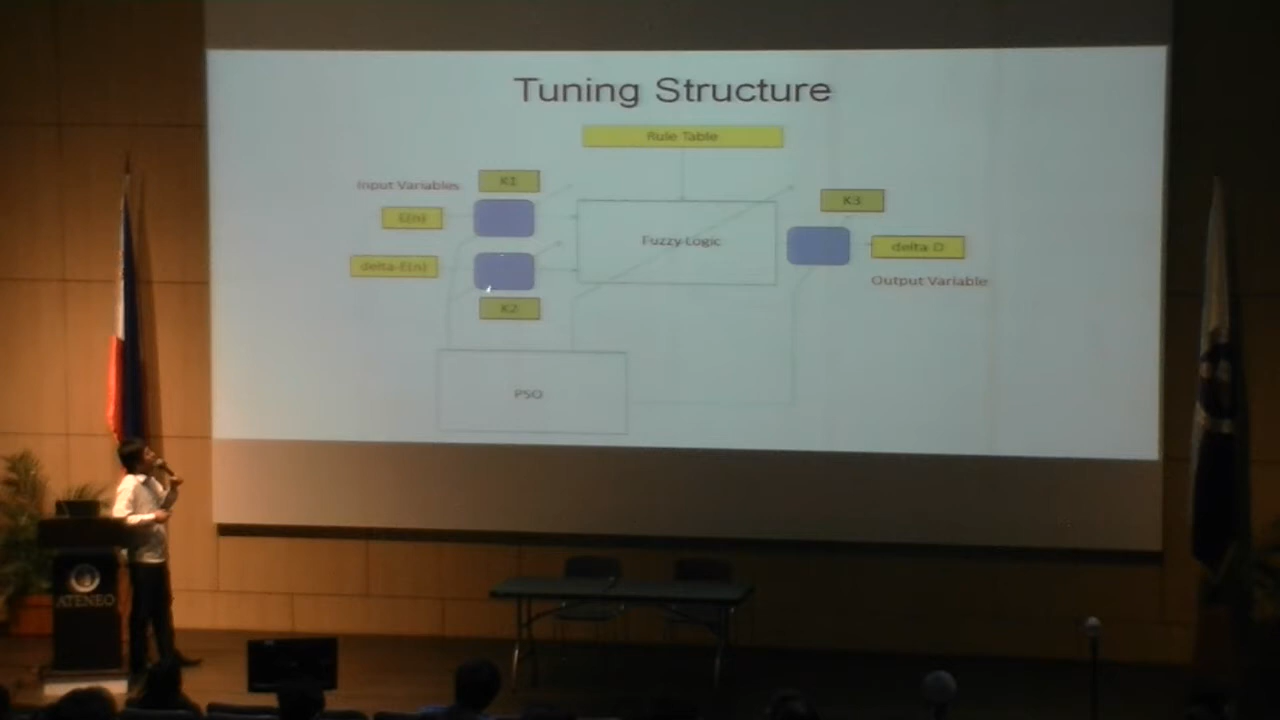 Tuning Structure
Rule Table
Input Variables
K1
K3
E(n)
Fuzzy Logic
delta D
delta-E(n)
Output Variable
K2
PSO
ATENEO